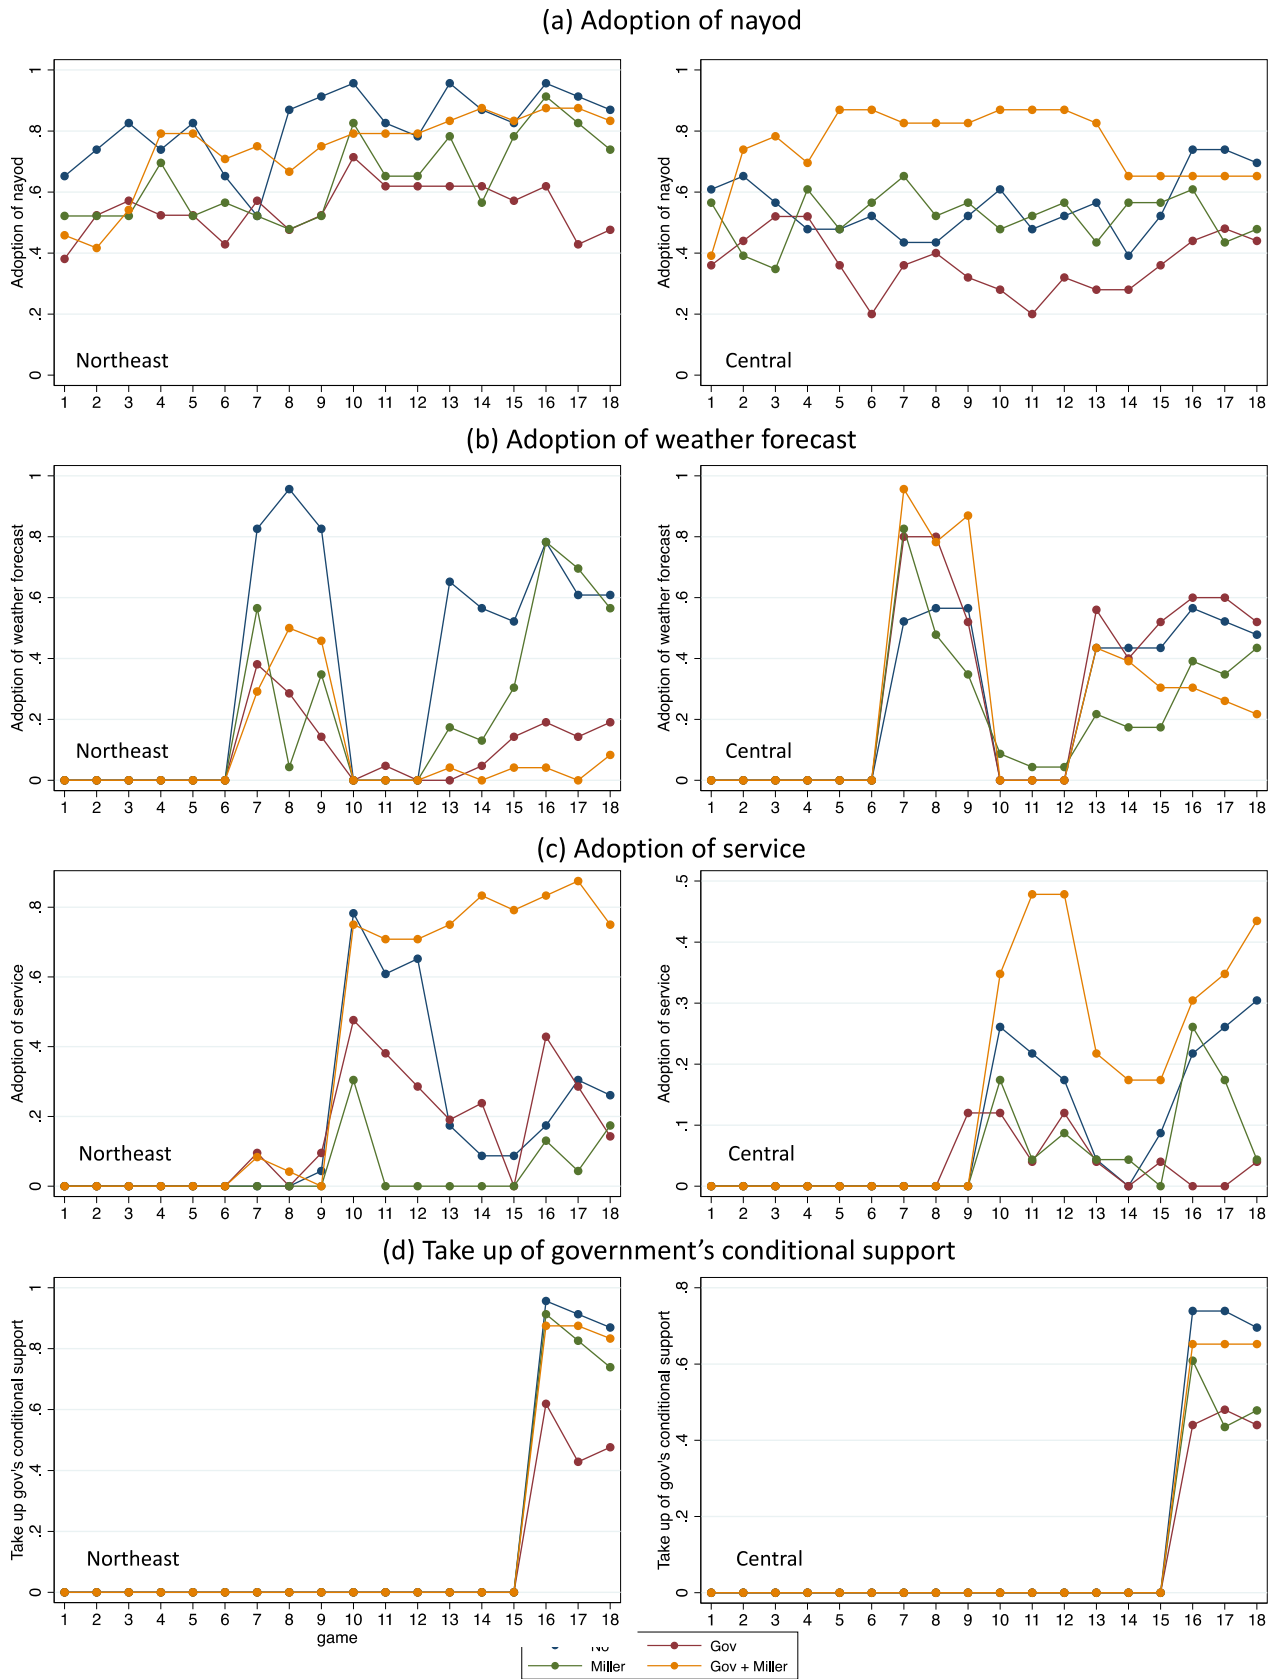 (a) Adoption of nayod
Adoption of nayod
0 .2 .4 .6 .8 1
Northeast
1 2 3 4 5 6 7 8 9 10 11 12 13 14 15 16 17 18
Adoption of nayod
0 .2 .4 .6 .8 1
Central
1 2 3 4 5 6 7 8 9 10 11 12 13 14 15 16 17 18
(b) Adoption of weather forecast
Adoption of weather forecast
0 .2 .4 .6 .8 1
Northeast
1 2 3 4 5 6 7 8 9 10 11 12 13 14 15 16 17 18
Adoption of weather forecast
0 .2 .4 .6 .8 1
Central
1 2 3 4 5 6 7 8 9 10 11 12 13 14 15 16 17 18
(c) Adoption of service
Adoption of service
0 .2 .4 .6 .8
Northeast
1 2 3 4 5 6 7 8 9 10 11 12 13 14 15 16 17 18
Adoption of service
0 .1 .2 .3 .4 .5
Central
1 2 3 4 5 6 7 8 9 10 11 12 13 14 15 16 17 18
(d) Take up of government's conditional support
Take up gov's conditional support
0 .2 .4 .6 .8 1
Northeast
1 2 3 4 5 6 7 8 9 10 11 12 13 14 15 16 17 18
game
Take up of gov's conditional support
0 .2 .4 .6 .8
Central
1 2 3 4 5 6 7 8 9 10 11 12 13 14 15 16 17 18
No Gov
Miller Gov + Miller